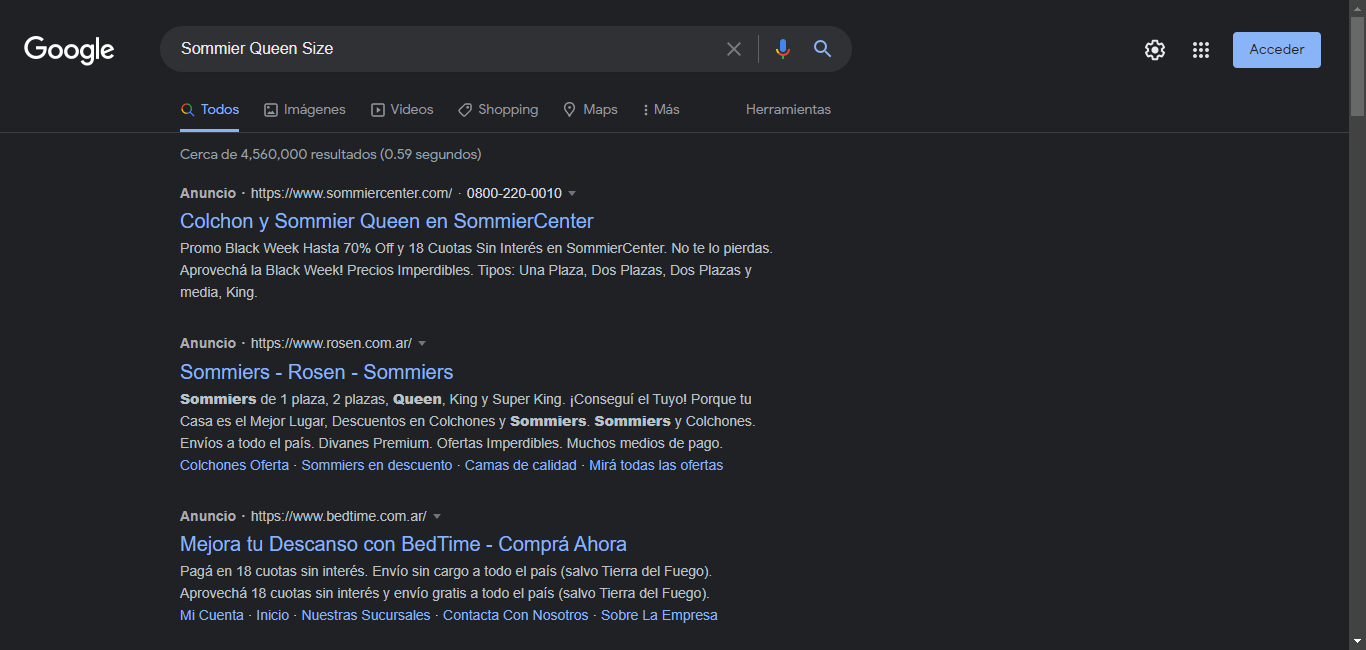 Google
Sommier Queen Size
Acceder
Todos
Imágenes
Videos
Shopping
Maps
Más
Herramientas
Cerca de 4,560,000 resultados (0.59 segundos)
Anuncio · https://www.sommiercenter.com/ · 0800-220-0010
Colchon y Sommier Queen en SommierCenter
Promo Black Week Hasta 70% Off y 18 Cuotas Sin Interés en SommierCenter. No te lo pierdas.
Aprovechá la Black Week! Precios Imperdibles. Tipos: Una Plaza, Dos Plazas, Dos Plazas y
media, King.
Anuncio · https://www.rosen.com.ar/
Sommiers - Rosen - Sommiers
Sommiers de 1 plaza, 2 plazas, Queen, King y Super King. ¡Conseguí el Tuyo! Porque tu
Casa es el Mejor Lugar, Descuentos en Colchones y Sommiers. Sommiers y Colchones.
Envíos a todo el país. Divanes Premium. Ofertas Imperdibles. Muchos medios de pago.
Colchones Oferta · Sommiers en descuento · Camas de calidad · Mirá todas las ofertas
Anuncio · https://www.bedtime.com.ar/
Mejora tu Descanso con BedTime - Comprá Ahora
Pagá en 18 cuotas sin interés. Envío sin cargo a todo el país (salvo Tierra del Fuego).
Aprovechá 18 cuotas sin interés y envío gratis a todo el país (salvo Tierra del Fuego).
Mi Cuenta · Inicio · Nuestras Sucursales · Contacta Con Nosotros · Sobre La Empresa